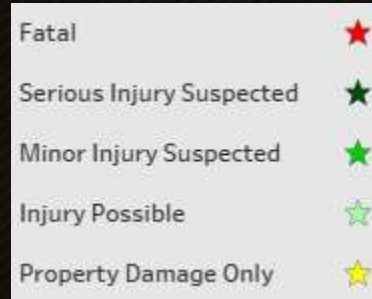 Fatal
Serious Injury Suspected
Minor Injury Suspected
Injury Possible
Property Damage Only